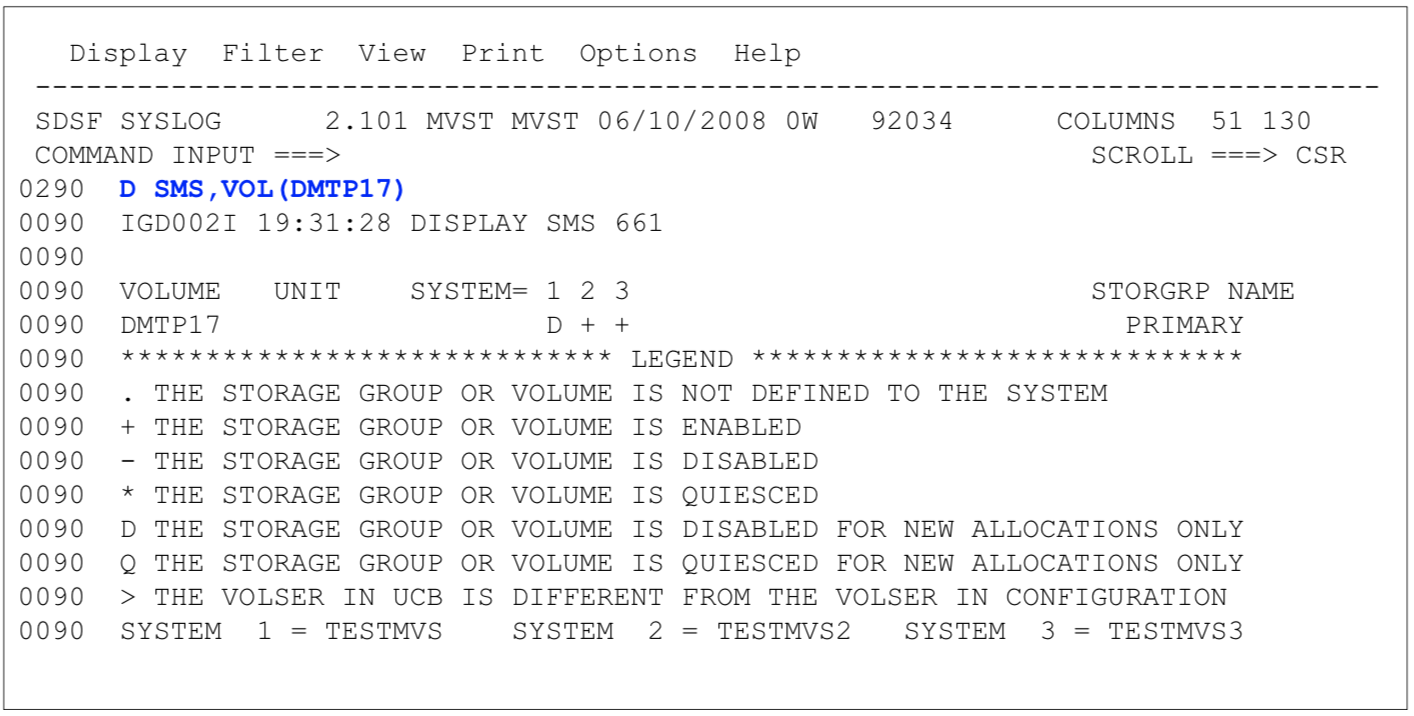 Display  Filter  View  Print  Options  Help
-------------------------------------------------------------------------------
SDSF SYSLOG      2.101 MVST MVST 06/10/2008 0W   92034      COLUMNS  51 130
COMMAND INPUT ===>                                            SCROLL ===> CSR
0290  D SMS,VOL(DMTP17)
0090  IGD002I 19:31:28 DISPLAY SMS 661
0090
0090  VOLUME   UNIT    SYSTEM= 1 2 3                           STORGRP NAME
0090  DMTP17                   D + +                             PRIMARY
0090  ***************************** LEGEND *****************************
0090  . THE STORAGE GROUP OR VOLUME IS NOT DEFINED TO THE SYSTEM
0090  + THE STORAGE GROUP OR VOLUME IS ENABLED
0090  - THE STORAGE GROUP OR VOLUME IS DISABLED
0090  * THE STORAGE GROUP OR VOLUME IS QUIESCED
0090  D THE STORAGE GROUP OR VOLUME IS DISABLED FOR NEW ALLOCATIONS ONLY
0090  Q THE STORAGE GROUP OR VOLUME IS QUIESCED FOR NEW ALLOCATIONS ONLY
0090  > THE VOLSER IN UCB IS DIFFERENT FROM THE VOLSER IN CONFIGURATION
0090  SYSTEM  1 = TESTMVS    SYSTEM  2 = TESTMVS2   SYSTEM  3 = TESTMVS3